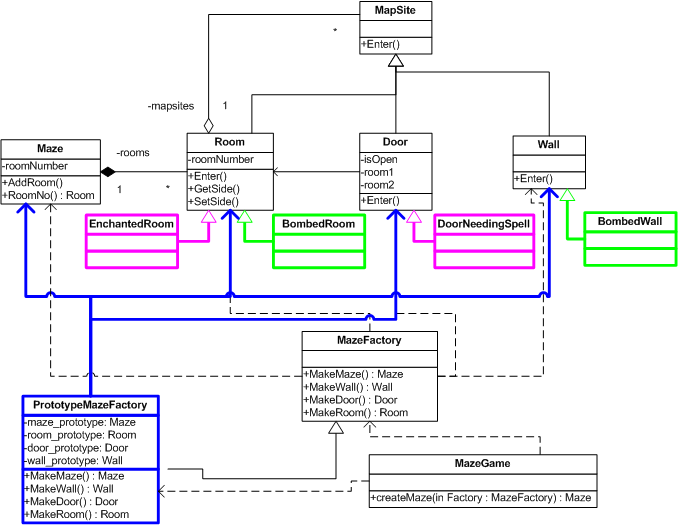 MapSite
+Enter()
*
-mapsites
1
Maze
-roomNumber
+AddRoom()
+RoomNo() : Room
-rooms
1
*
Room
-roomNumber
+Enter()
+GetSide()
+SetSide()
Door
-isOpen
-room1
-room2
+Enter()
Wall
+Enter()
EnchantedRoom
BombedRoom
DoorNeedingSpell
BombedWall
MazeFactory
+MakeMaze() : Maze
+MakeWall() : Wall
+MakeDoor() : Door
+MakeRoom() : Room
PrototypeMazeFactory
-maze_prototype: Maze
-room_prototype: Room
-door_prototype: Door
-wall_prototype: Wall
+MakeMaze() : Maze
+MakeWall() : Wall
+MakeDoor() : Door
+MakeRoom() : Room
MazeGame
+createMaze(in Factory : MazeFactory) : Maze